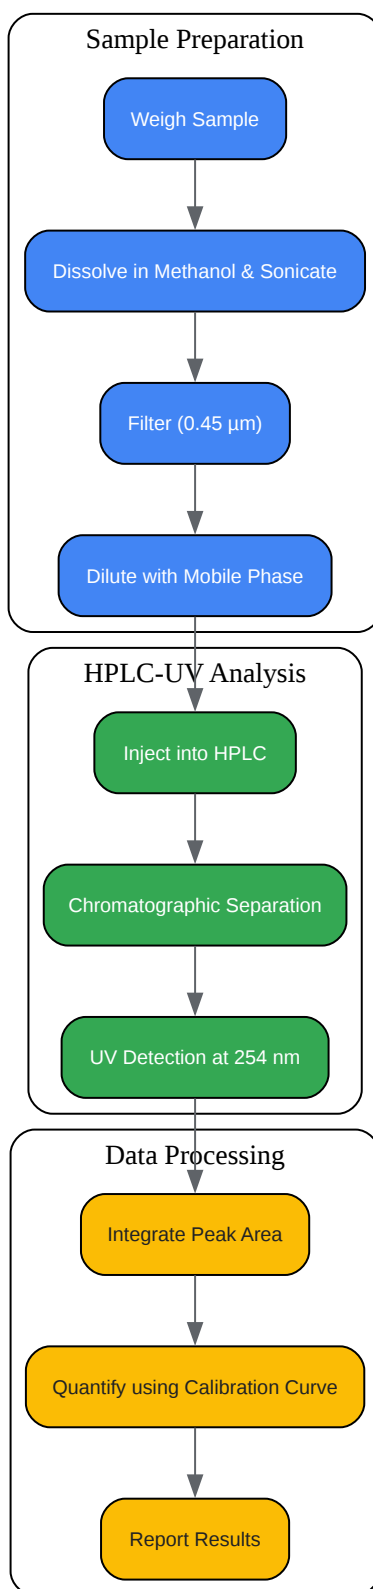 Sample Preparation
Weigh Sample
Dissolve in Methanol & Sonicate
Filter (0.45 µm)
Dilute with Mobile Phase
HPLC-UV Analysis
Inject into HPLC
Chromatographic Separation
UV Detection at 254 nm
Data Processing
Integrate Peak Area
Quantify using Calibration Curve
Report Results